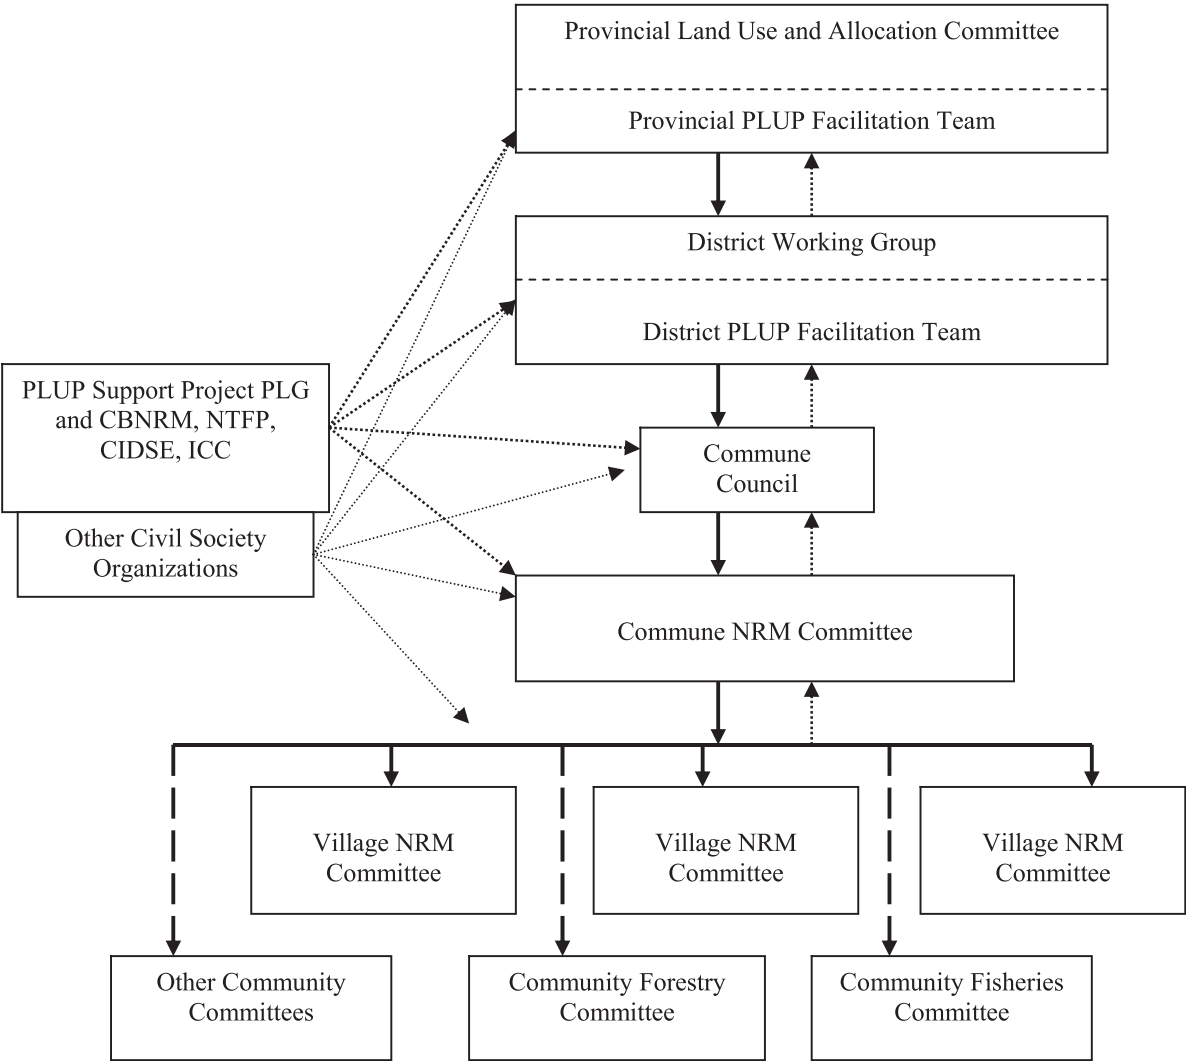 Provincial Land Use and Allocation Committee
Provincial PLUP Facilitation Team
District Working Group
District PLUP Facilitation Team
PLUP Support Project PLG
and CBNRM, NTFP,
CIDSE, ICC
Other Civil Society
Organizations
Commune
Council
Commune NRM Committee
Village NRM
Committee
Village NRM
Committee
Village NRM
Committee
Other Community
Committees
Community Forestry
Committee
Community Fisheries
Committee